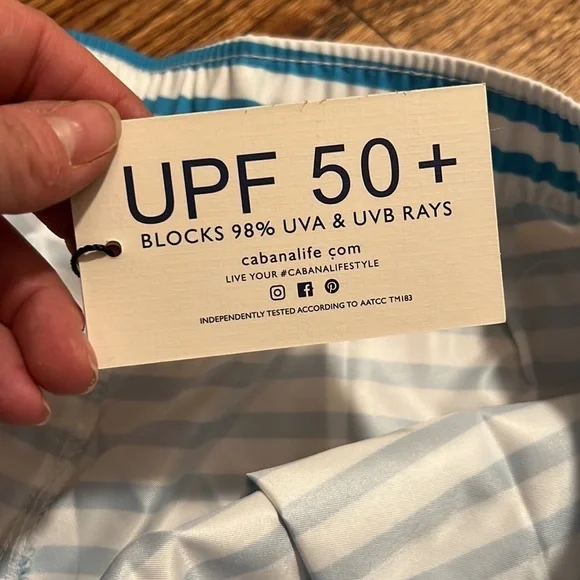 UPF 50+
BLOCKS 98% UVA & UVB RAYS
cabanalife.com
LIVE YOUR #CABANALIFESTYLE
INDEPENDENTLY TESTED ACCORDING TO AATCC TM183